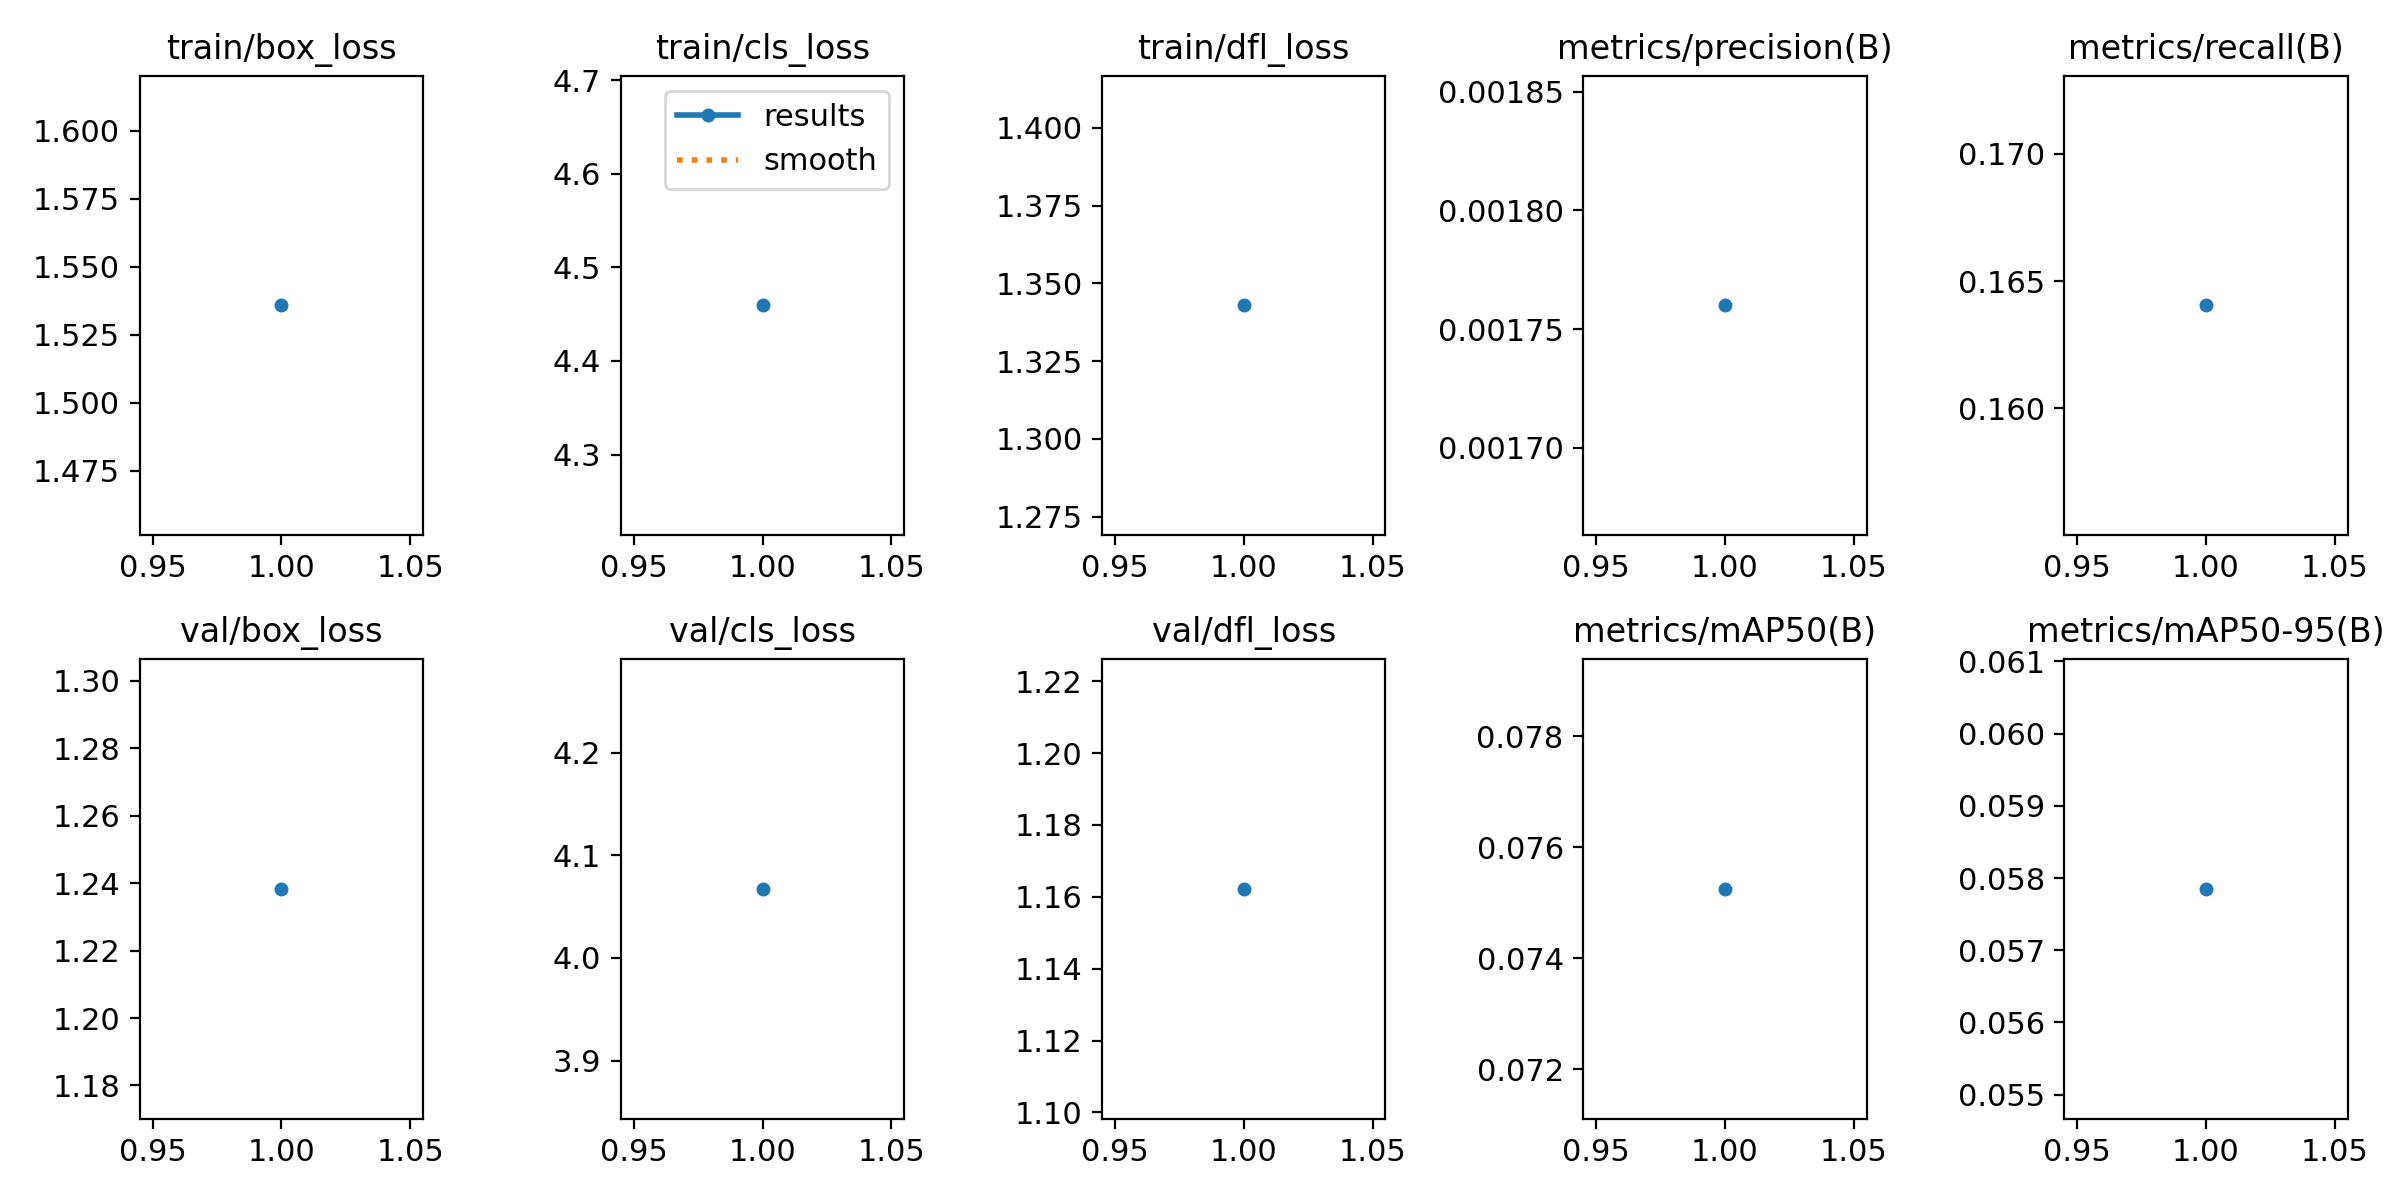 train/box_loss
1.600
1.575
1.550
1.525
1.500
1.475
0.95 1.00 1.05
train/cls_loss
4.7
4.6
4.5
4.4
4.3
results
smooth
0.95 1.00 1.05
train/dfl_loss
1.400
1.375
1.350
1.325
1.300
1.275
0.95 1.00 1.05
metrics/precision(B)
0.00185
0.00180
0.00175
0.00170
0.95 1.00 1.05
metrics/recall(B)
0.170
0.165
0.160
0.95 1.00 1.05
val/box_loss
1.30
1.28
1.26
1.24
1.22
1.20
1.18
0.95 1.00 1.05
val/cls_loss
4.2
4.1
4.0
3.9
0.95 1.00 1.05
val/dfl_loss
1.22
1.20
1.18
1.16
1.14
1.12
1.10
0.95 1.00 1.05
metrics/mAP50(B)
0.078
0.076
0.074
0.072
0.95 1.00 1.05
metrics/mAP50-95(B)
0.061
0.060
0.059
0.058
0.057
0.056
0.055
0.95 1.00 1.05